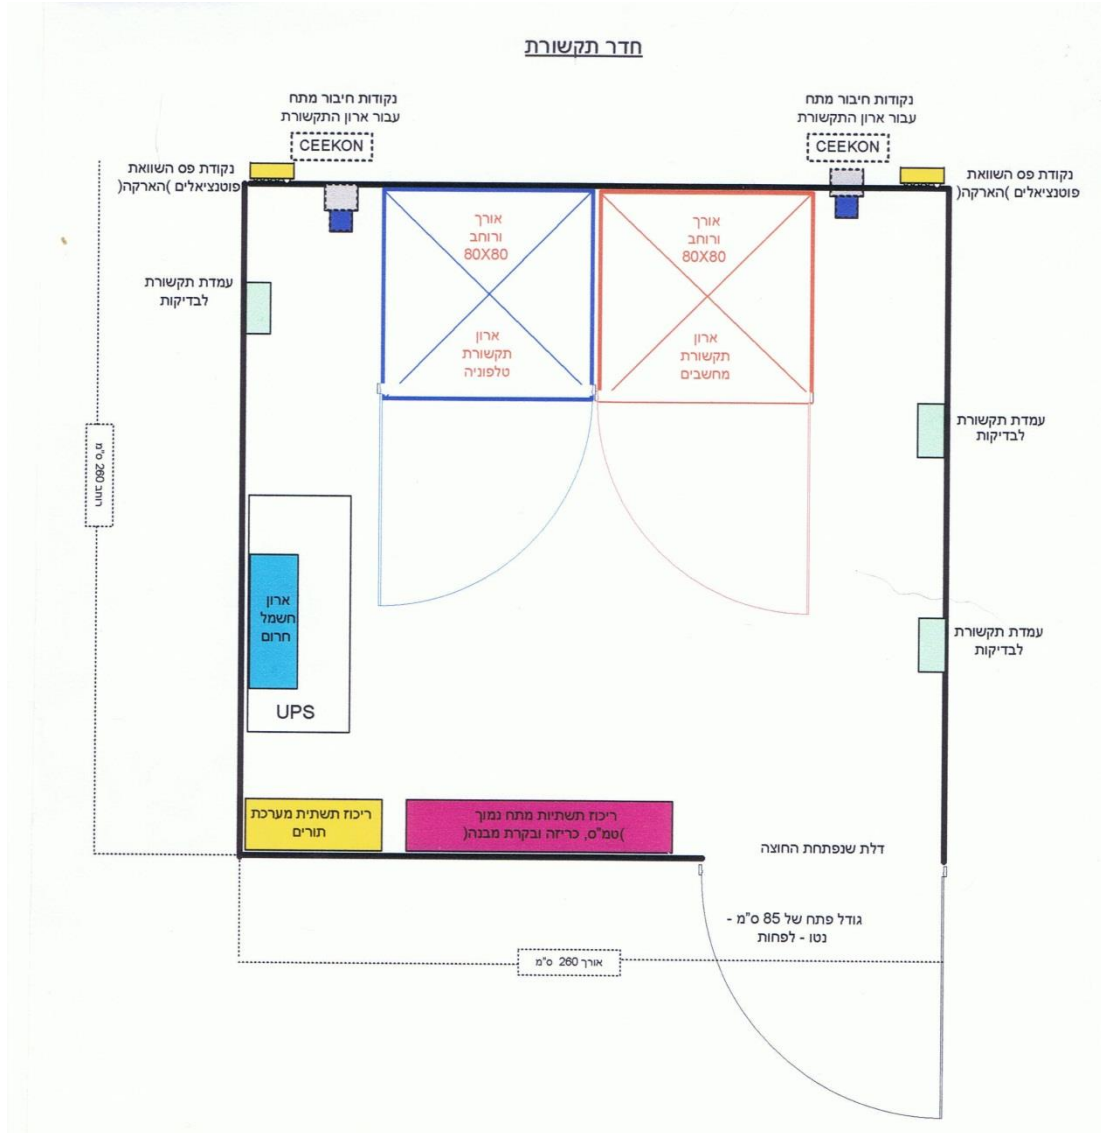 חדר תקשורת
נקודות חיבור מתח
עבור ארון התקשורת
CEEKON
נקודות חיבור מתח
עבור ארון התקשורת
CEEKON
נקודת פס השוואת
פוטנציאלים )הארקה(
נקודת פס השוואת
פוטנציאלים )הארקה(
אורך
ורוחב
80X80
ארון
תקשורת
מחשבים
אורך
ורוחב
80X80
ארון
תקשורת
טלפוניה
עמדת תקשורת
לבדיקות
עמדת תקשורת
לבדיקות
עמדת תקשורת
לבדיקות
רוחב 260 ס"מ
ארון
חשמל
חרום
UPS
ריכוז תשתיות מתח נמוך
)טמ"ס, כריזה ובקרת מבנה(
ריכוז תשתית מערכת
תורים
דלת שנפתחת החוצה
גודל פתח של 85 ס"מ -
נטו - לפחות
אורך 260 ס"מ